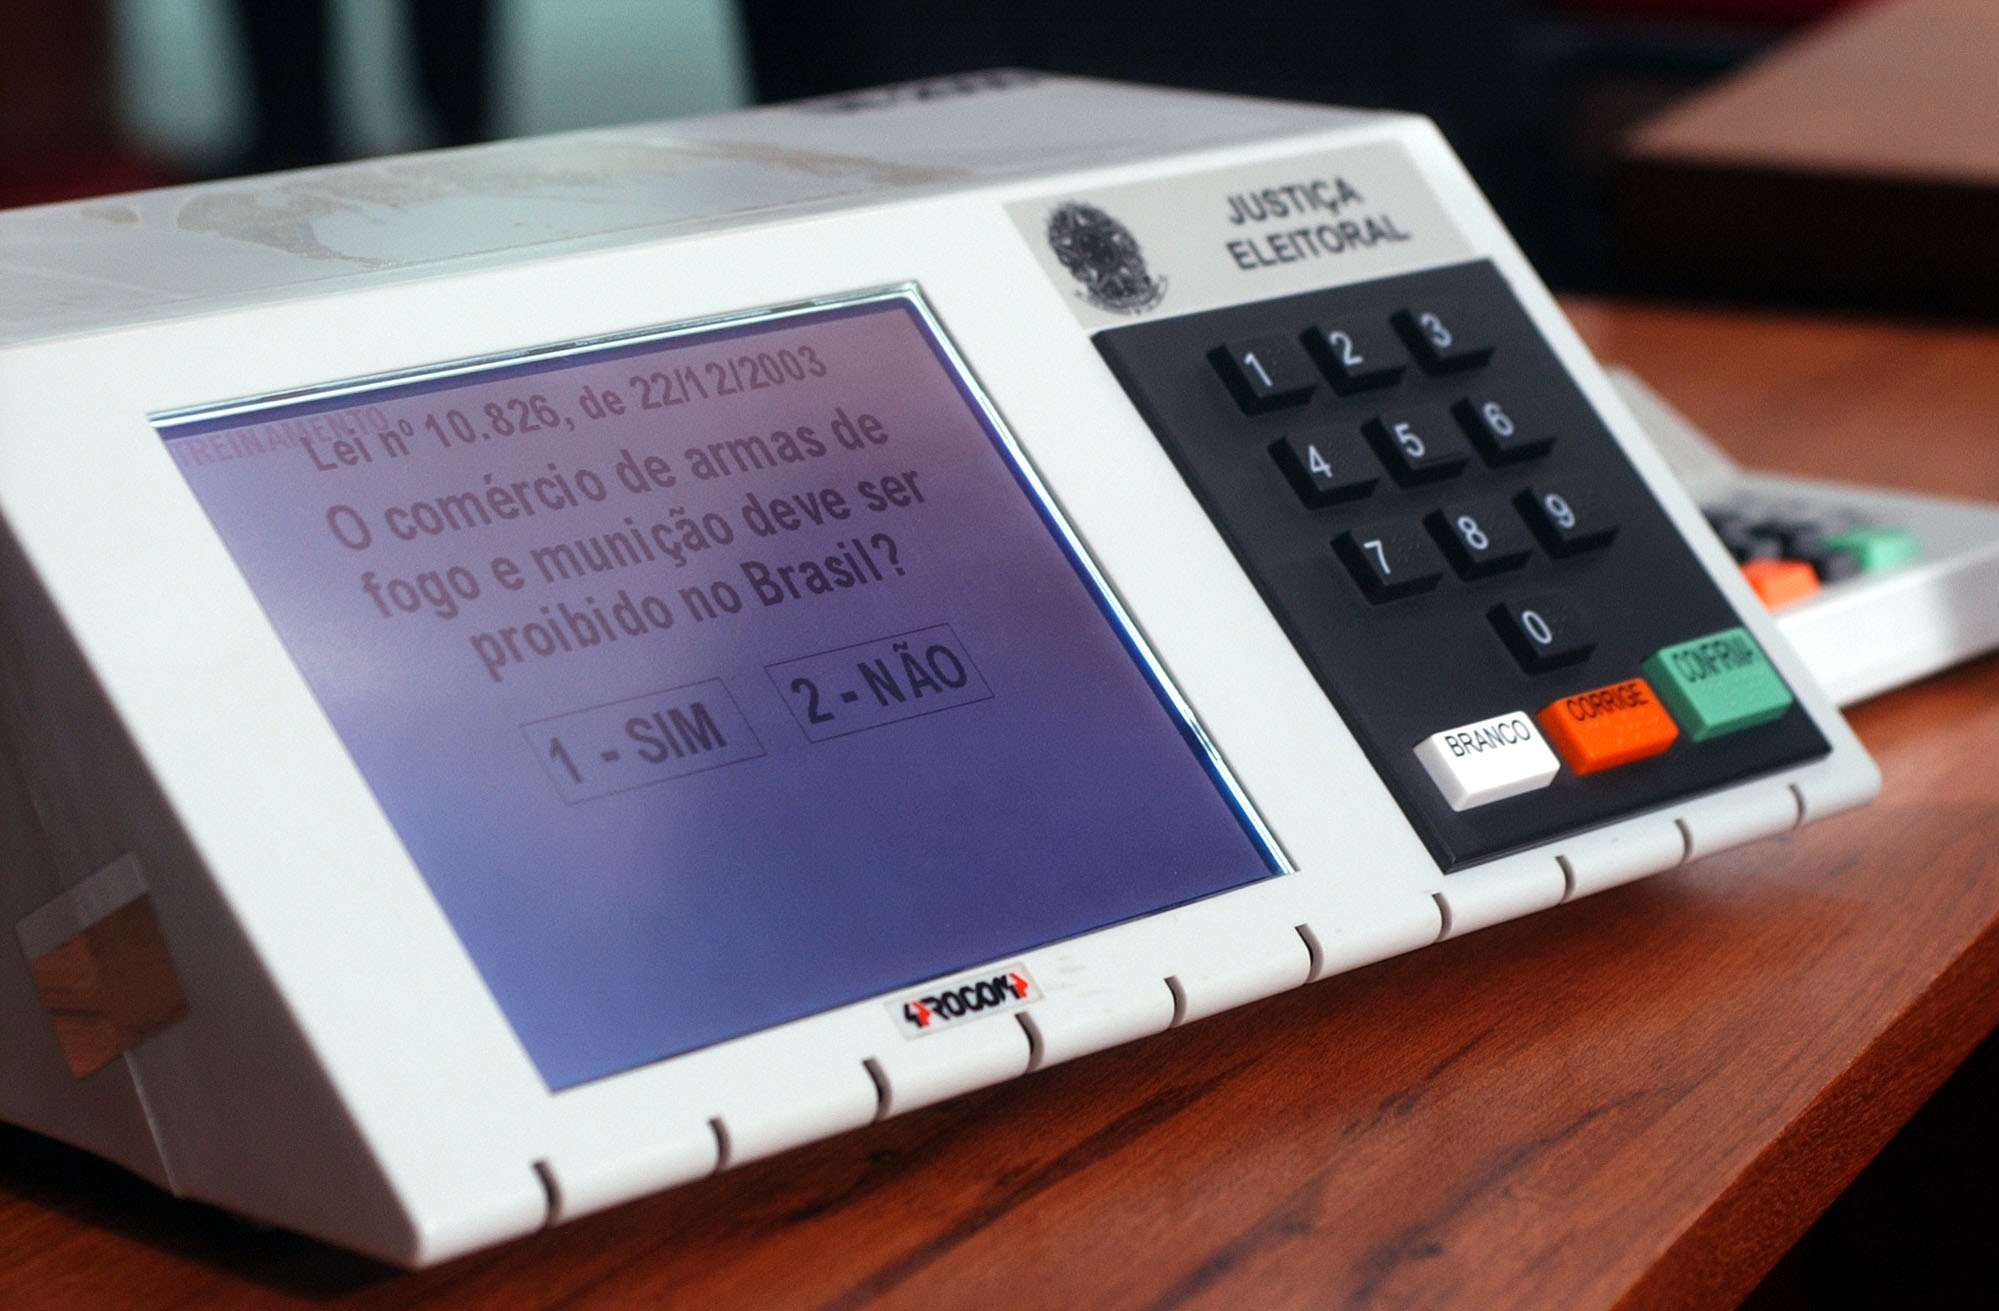 JUSTIÇA
ELEITORAL
TREINAMENTO
Lei nº 10.826, de 22/12/2003
O comércio de armas de
fogo e munição deve ser
proibido no Brasil?
1 - SIM 2 - NÃO
1 2 3
4 5 6
7 8 9
0
BRANCO CORRIGE CONFIRMA
PROCOMP